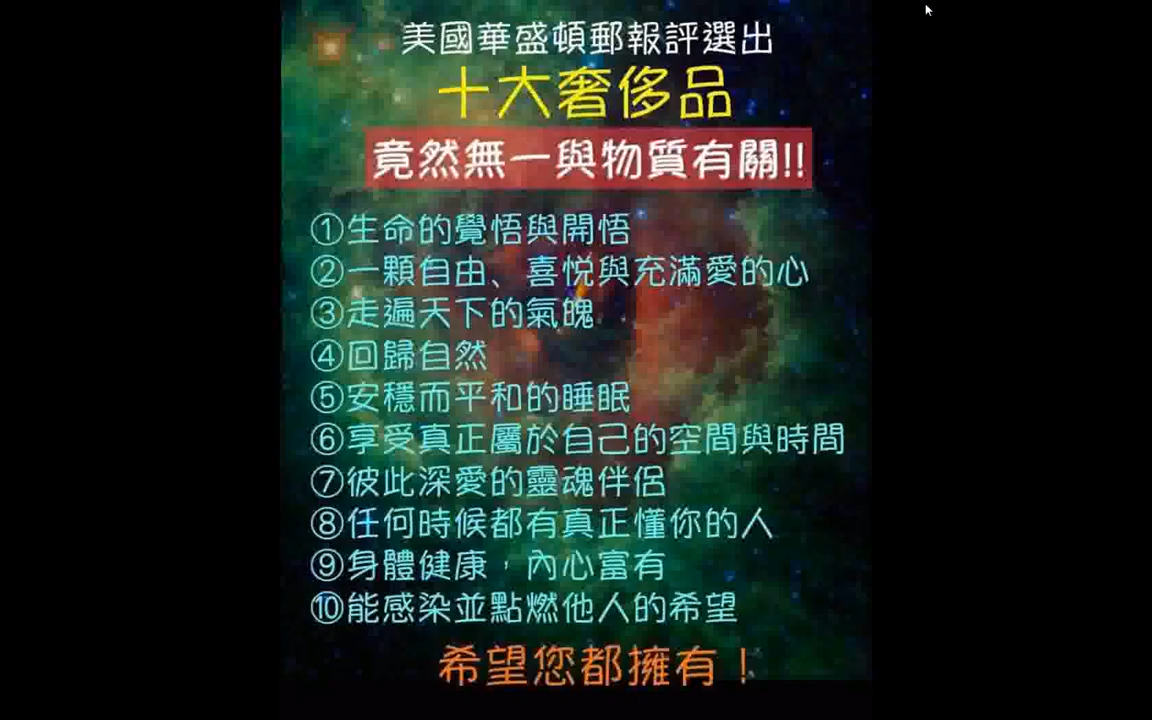 美國華盛頓郵報評選出
十大奢侈品
竟然無一與物質有關!!
①生命的覺悟與開悟
②一顆自由、喜悅與充滿愛的心
③走遍天下的氣魄
④回歸自然
⑤安穩而平和的睡眠
⑥享受真正屬於自己的空間與時間
⑦彼此深愛的靈魂伴侶
⑧任何時候都有真正懂你的人
⑨身體健康，內心富有
⑩能感染並點燃他人的希望
希望您都擁有！